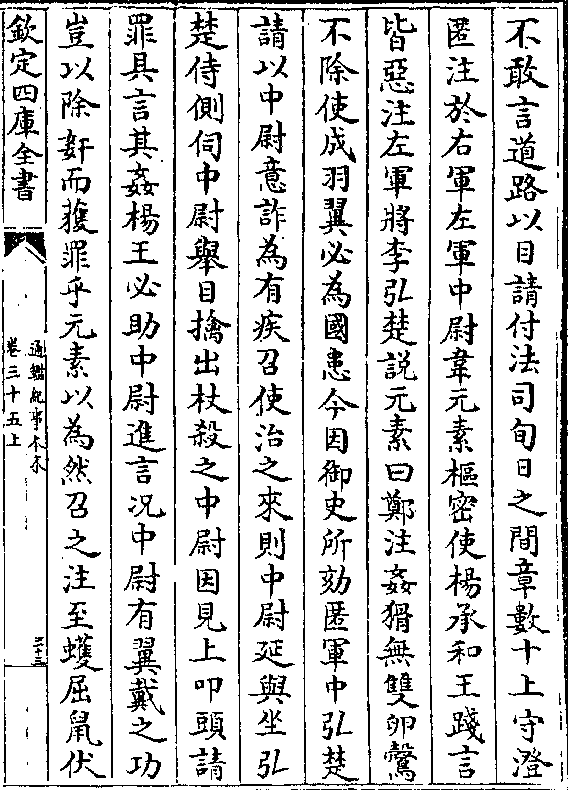 不敢言道路以目請付法司旬日之間章數十上守澄
匿注於右軍左軍中尉韋元素樞密使楊承和王踐言
皆惡注左軍將李弘楚說元素曰鄭注姦猾無雙卵鷇
不除使成羽翼必為國患今因御史所劾匿軍中弘楚
請以中尉意詐為有疾召使治之來則中尉延與坐弘
楚侍側伺中尉舉目擒出杖殺之中尉因見上叩頭請
罪具言其姦楊王必助中尉進言况中尉有翼戴之功
豈以除姧而獲罪乎元素以為然召之注至蠖屈鼠伏
欽定四庫全書
通鑑紀事本末
卷三十五上
三十三